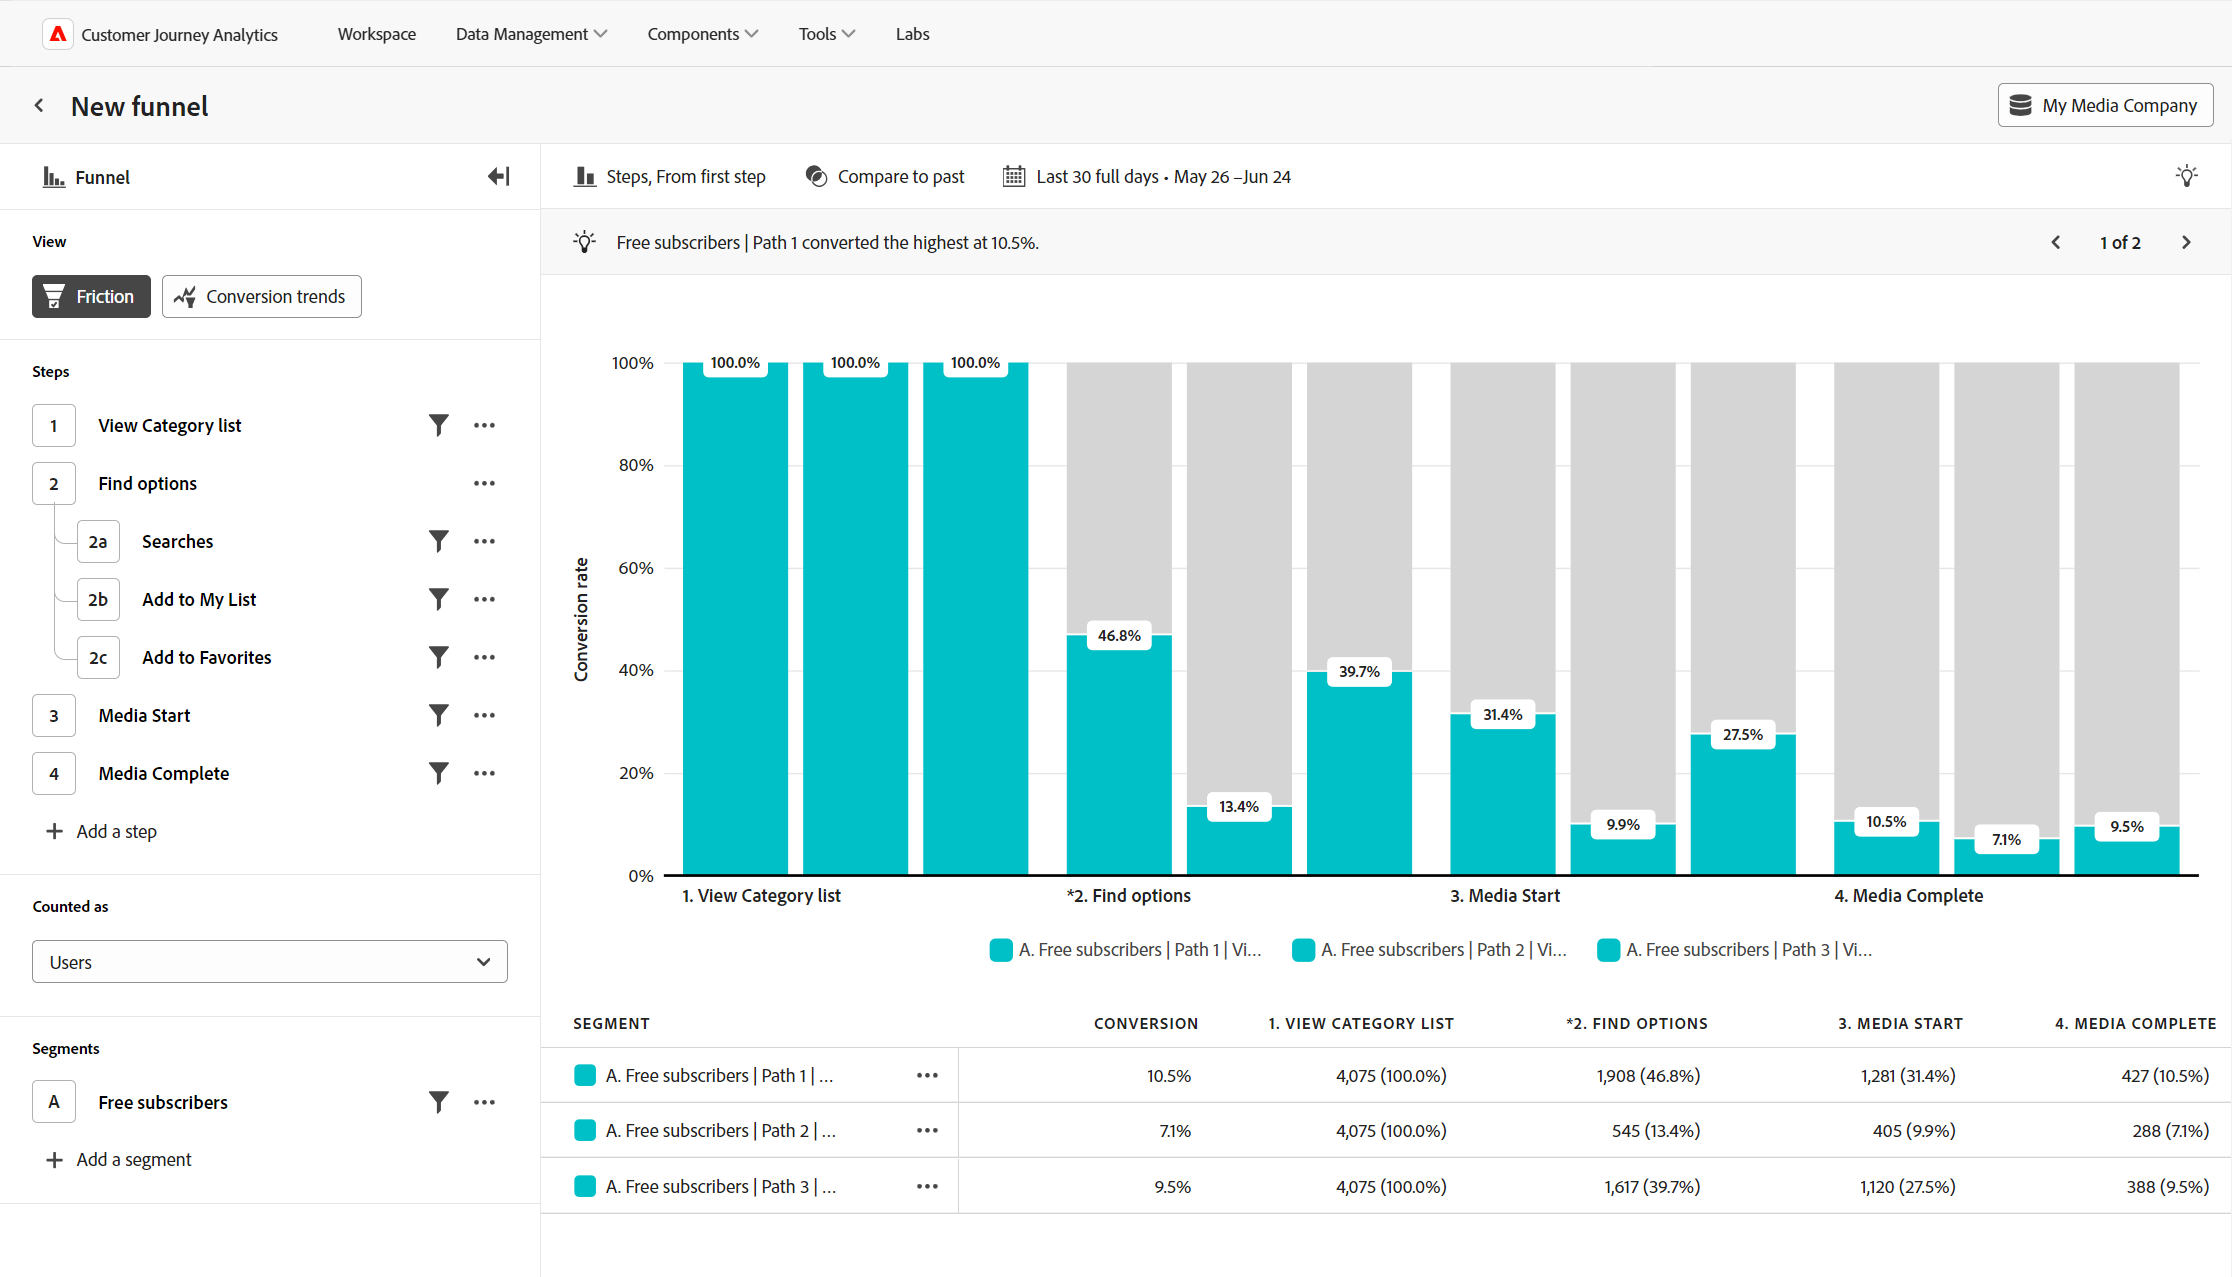 Customer Journey Analytics Workspace Data Management Components Tools Labs
New funnel
My Media Company
Funnel
View
Friction Conversion trends
Steps
1 View Category list
2 Find options
2a Searches
2b Add to My List
2c Add to Favorites
3 Media Start
4 Media Complete
+ Add a step
Counted as
Users
Segments
A Free subscribers
+ Add a segment
Steps, From first step Compare to past Last 30 full days • May 26 –Jun 24
Free subscribers | Path 1 converted the highest at 10.5%.
1 of 2
Conversion rate
100%
80%
60%
40%
20%
0%
100.0% 100.0% 100.0%
46.8% 13.4% 39.7%
31.4% 9.9% 27.5%
10.5% 7.1% 9.5%
1. View Category list *2. Find options 3. Media Start 4. Media Complete
A. Free subscribers | Path 1 | Vi... A. Free subscribers | Path 2 | Vi... A. Free subscribers | Path 3 | Vi...
SEGMENT CONVERSION 1. VIEW CATEGORY LIST *2. FIND OPTIONS 3. MEDIA START 4. MEDIA COMPLETE
A. Free subscribers | Path 1 | ... 10.5% 4,075 (100.0%) 1,908 (46.8%) 1,281 (31.4%) 427 (10.5%)
A. Free subscribers | Path 2 | ... 7.1% 4,075 (100.0%) 545 (13.4%) 405 (9.9%) 288 (7.1%)
A. Free subscribers | Path 3 | ... 9.5% 4,075 (100.0%) 1,617 (39.7%) 1,120 (27.5%) 388 (9.5%)